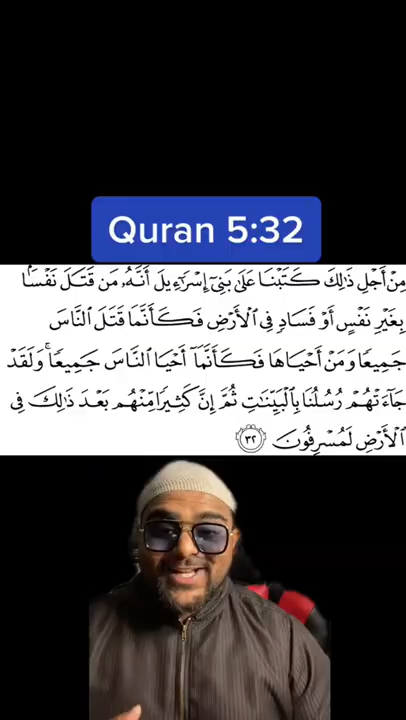 Quran 5:32
مِنْ أَجْلِ ذَٰلِكَ كَتَبْنَا عَلَىٰ بَنِيٓ إِسْرَٰٓءِيلَ أَنَّهُۥ مَن قَتَلَ نَفْسًۢا
بِغَيْرِ نَفْسٍ أَوْ فَسَادٍ فِي ٱلْأَرْضِ فَكَأَنَّمَا قَتَلَ ٱلنَّاسَ
جَمِيعًا وَمَنْ أَحْيَاهَا فَكَأَنَّمَآ أَحْيَا ٱلنَّاسَ جَمِيعًا ۚ وَلَقَدْ
جَآءَتْهُمْ رُسُلُنَا بِٱلْبَيِّنَٰتِ ثُمَّ إِنَّ كَثِيرًا مِّنْهُم بَعْدَ ذَٰلِكَ فِي
ٱلْأَرْضِ لَمُسْرِفُونَ ٣٢